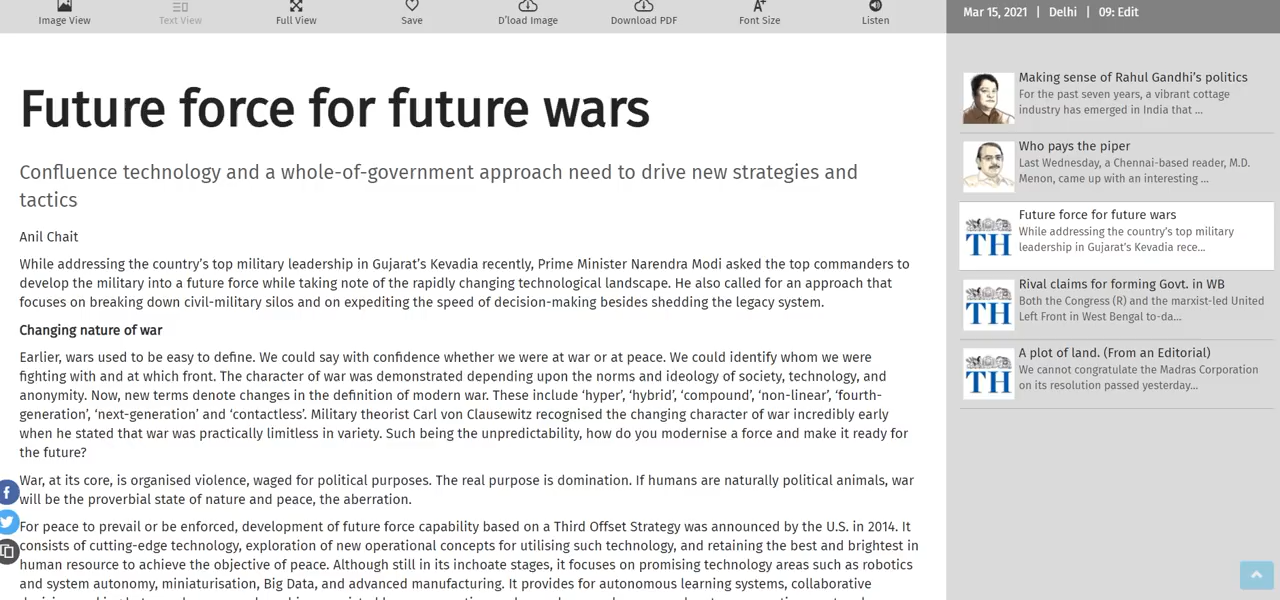 Image View
Text View
Full View
Save
D'load Image
Download PDF
Font Size
Listen
Mar 15, 2021 | Delhi | 09: Edit
Future force for future wars
Confluence technology and a whole-of-government approach need to drive new strategies and
tactics
Anil Chait
While addressing the country's top military leadership in Gujarat's Kevadia recently, Prime Minister Narendra Modi asked the top commanders to
develop the military into a future force while taking note of the rapidly changing technological landscape. He also called for an approach that
focuses on breaking down civil-military silos and on expediting the speed of decision-making besides shedding the legacy system.
Changing nature of war
Earlier, wars used to be easy to define. We could say with confidence whether we were at war or at peace. We could identify whom we were
fighting with and at which front. The character of war was demonstrated depending upon the norms and ideology of society, technology, and
anonymity. Now, new terms denote changes in the definition of modern war. These include ‘hyper’, ‘hybrid’, ‘compound’, ‘non-linear’, ‘fourth-
generation’, ‘next-generation’ and ‘contactless’. Military theorist Carl von Clausewitz recognised the changing character of war incredibly early
when he stated that war was practically limitless in variety. Such being the unpredictability, how do you modernise a force and make it ready for
the future?
War, at its core, is organised violence, waged for political purposes. The real purpose is domination. If humans are naturally political animals, war
will be the proverbial state of nature and peace, the aberration.
For peace to prevail or be enforced, development of future force capability based on a Third Offset Strategy was announced by the U.S. in 2014. It
consists of cutting-edge technology, exploration of new operational concepts for utilising such technology, and retaining the best and brightest in
human resource to achieve the objective of peace. Although still in its inchoate stages, it focuses on promising technology areas such as robotics
and system autonomy, miniaturisation, Big Data, and advanced manufacturing. It provides for autonomous learning systems, collaborative
Making sense of Rahul Gandhi's politics
For the past seven years, a vibrant cottage
industry has emerged in India that ...
Who pays the piper
Last Wednesday, a Chennai-based reader, M.D.
Menon, came up with an interesting ...
TH
Future force for future wars
While addressing the country's top military
leadership in Gujarat's Kevadia rece...
TH
Rival claims for forming Govt. in WB
Both the Congress (R) and the marxist-led United
Left Front in West Bengal to-da...
TH
A plot of land. (From an Editorial)
We cannot congratulate the Madras Corporation
on its resolution passed yesterday...